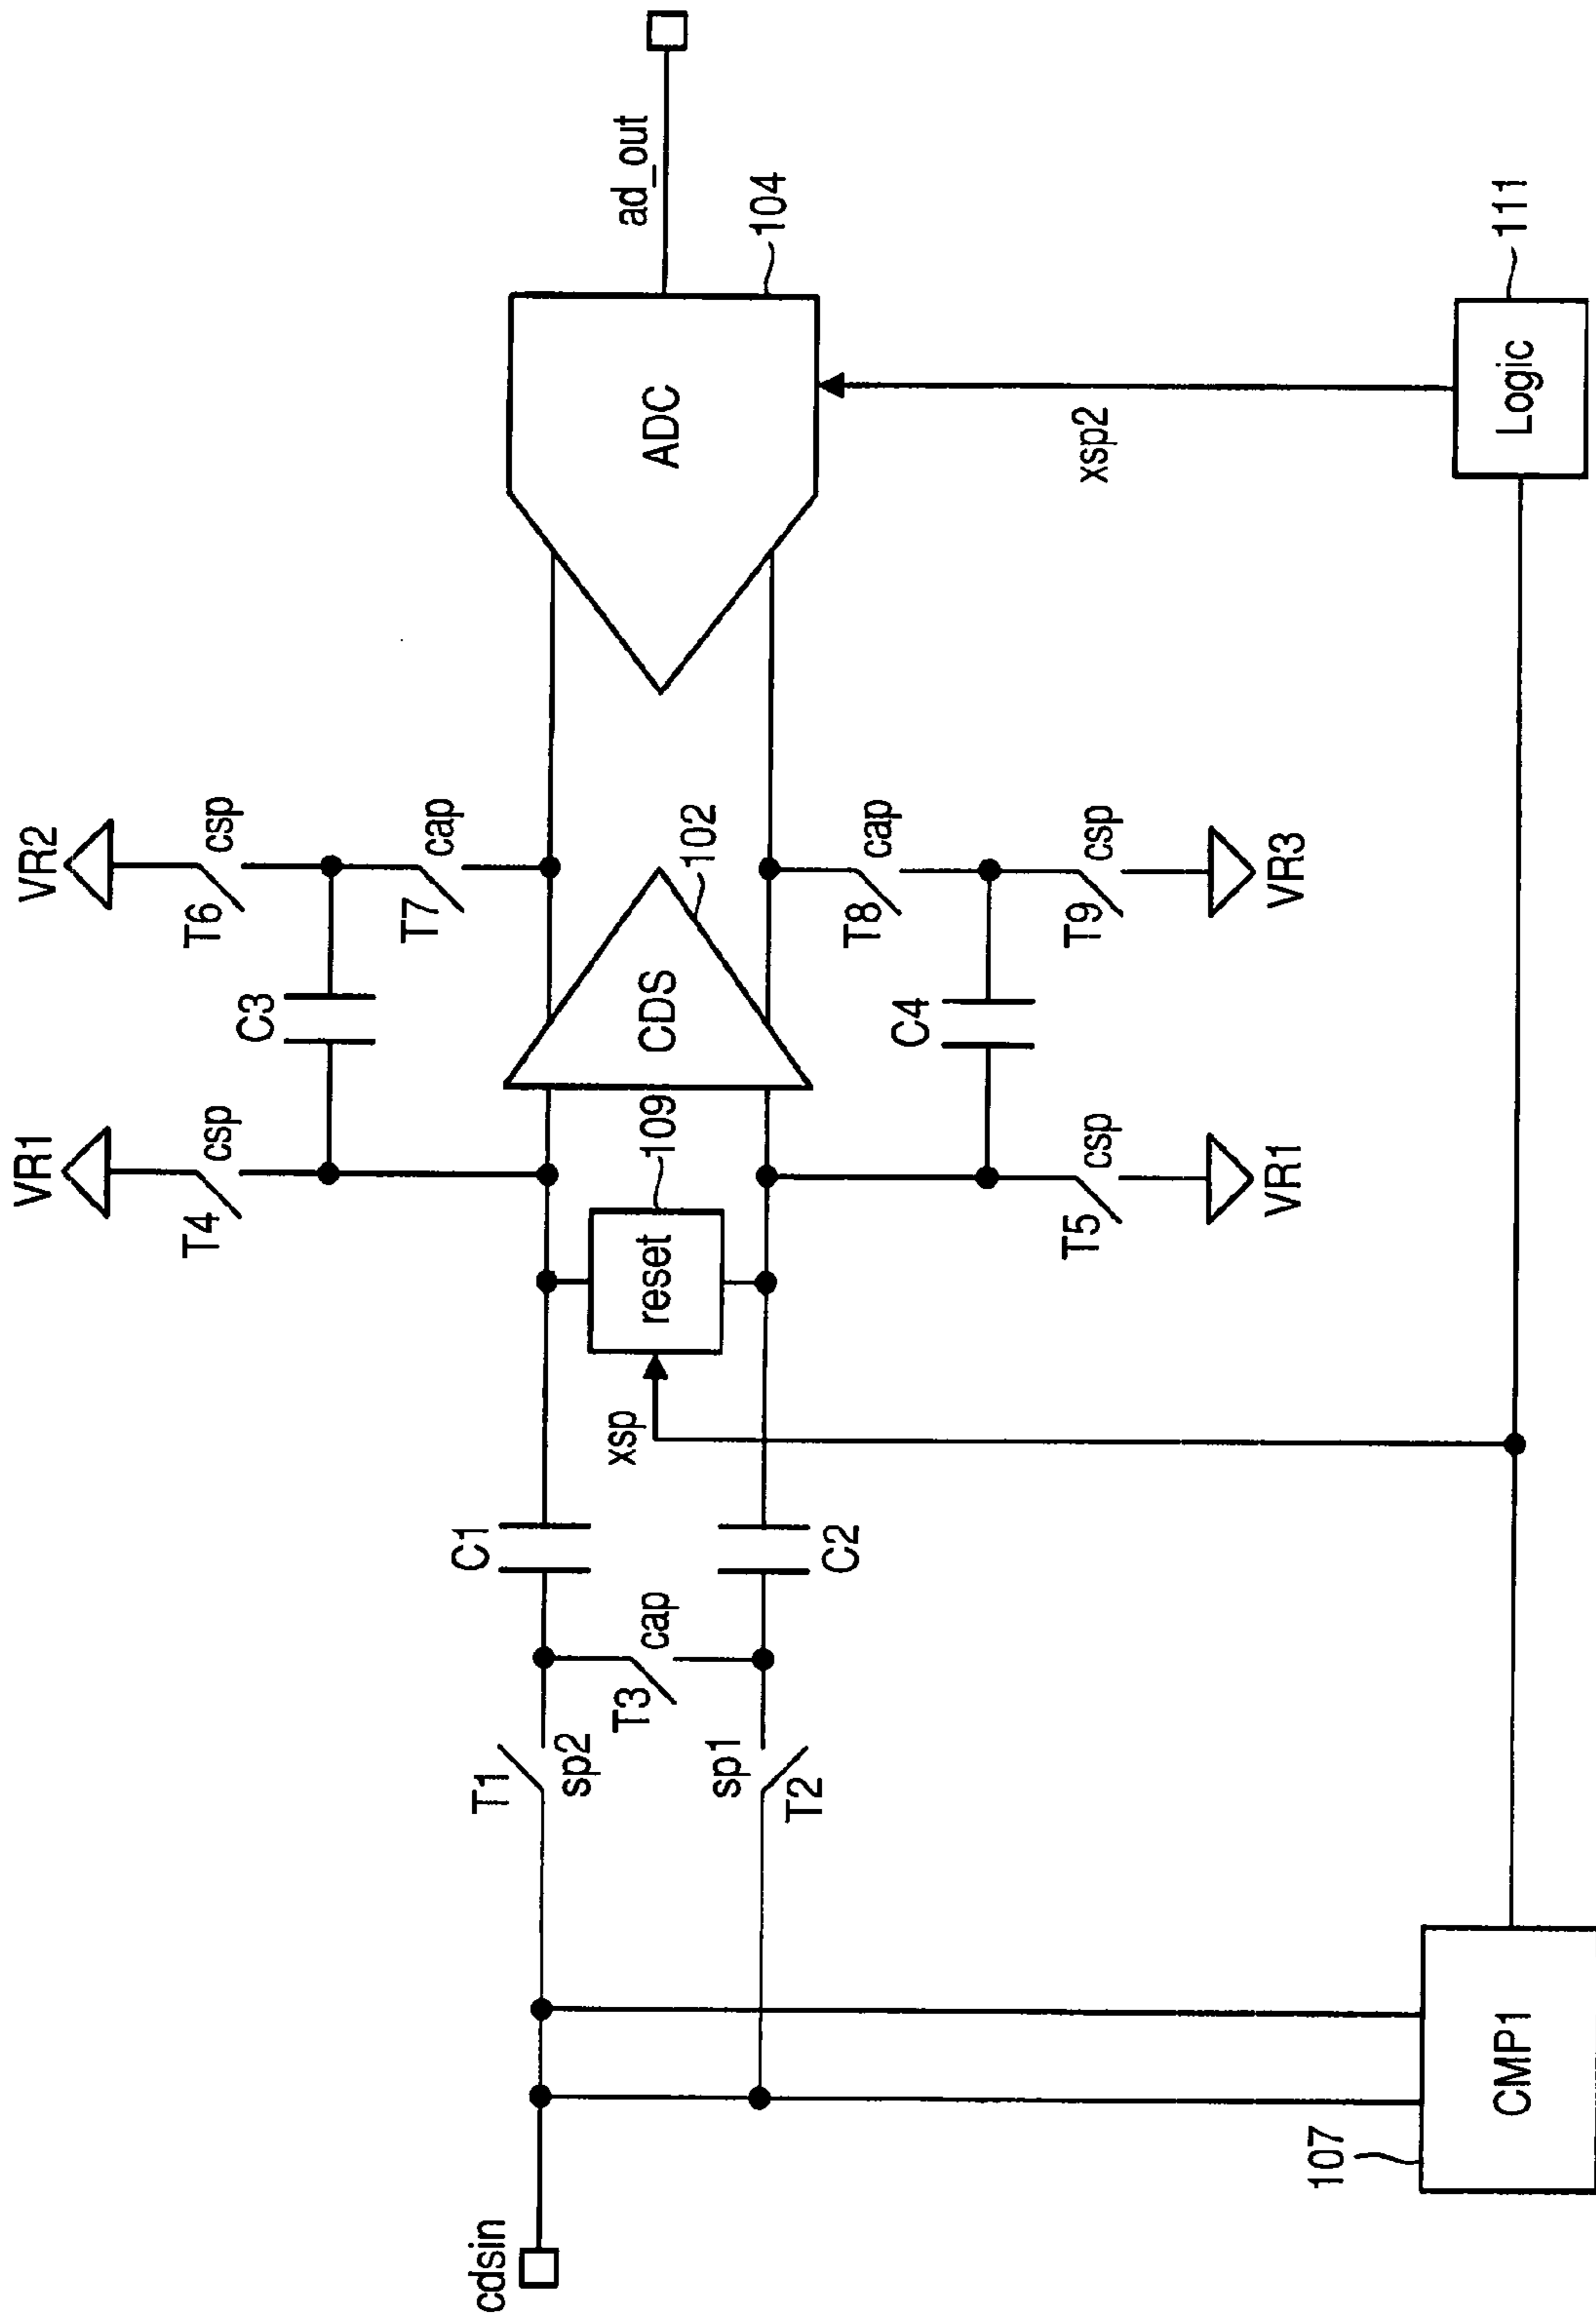 VR1
VR2
T4
csp
C3
T6
csp
T7
cap
cdsin
T1
sp2
C1
ad_out
T3
cap
xsp
reset
109
CDS
102
ADC
104
sp1
T2
C2
C4
T8
cap
T5
csp
T9
csp
VR1
VR3
xsp2
107
CMP1
Logic
111